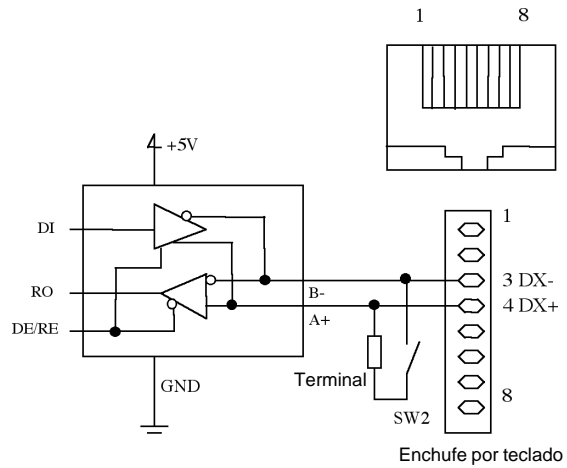 1 8
+5V
DI
1
3 DX-
RO
B-
4 DX+
A+
DE/RE
GND
Terminal
8
SW2
Enchufe por teclado